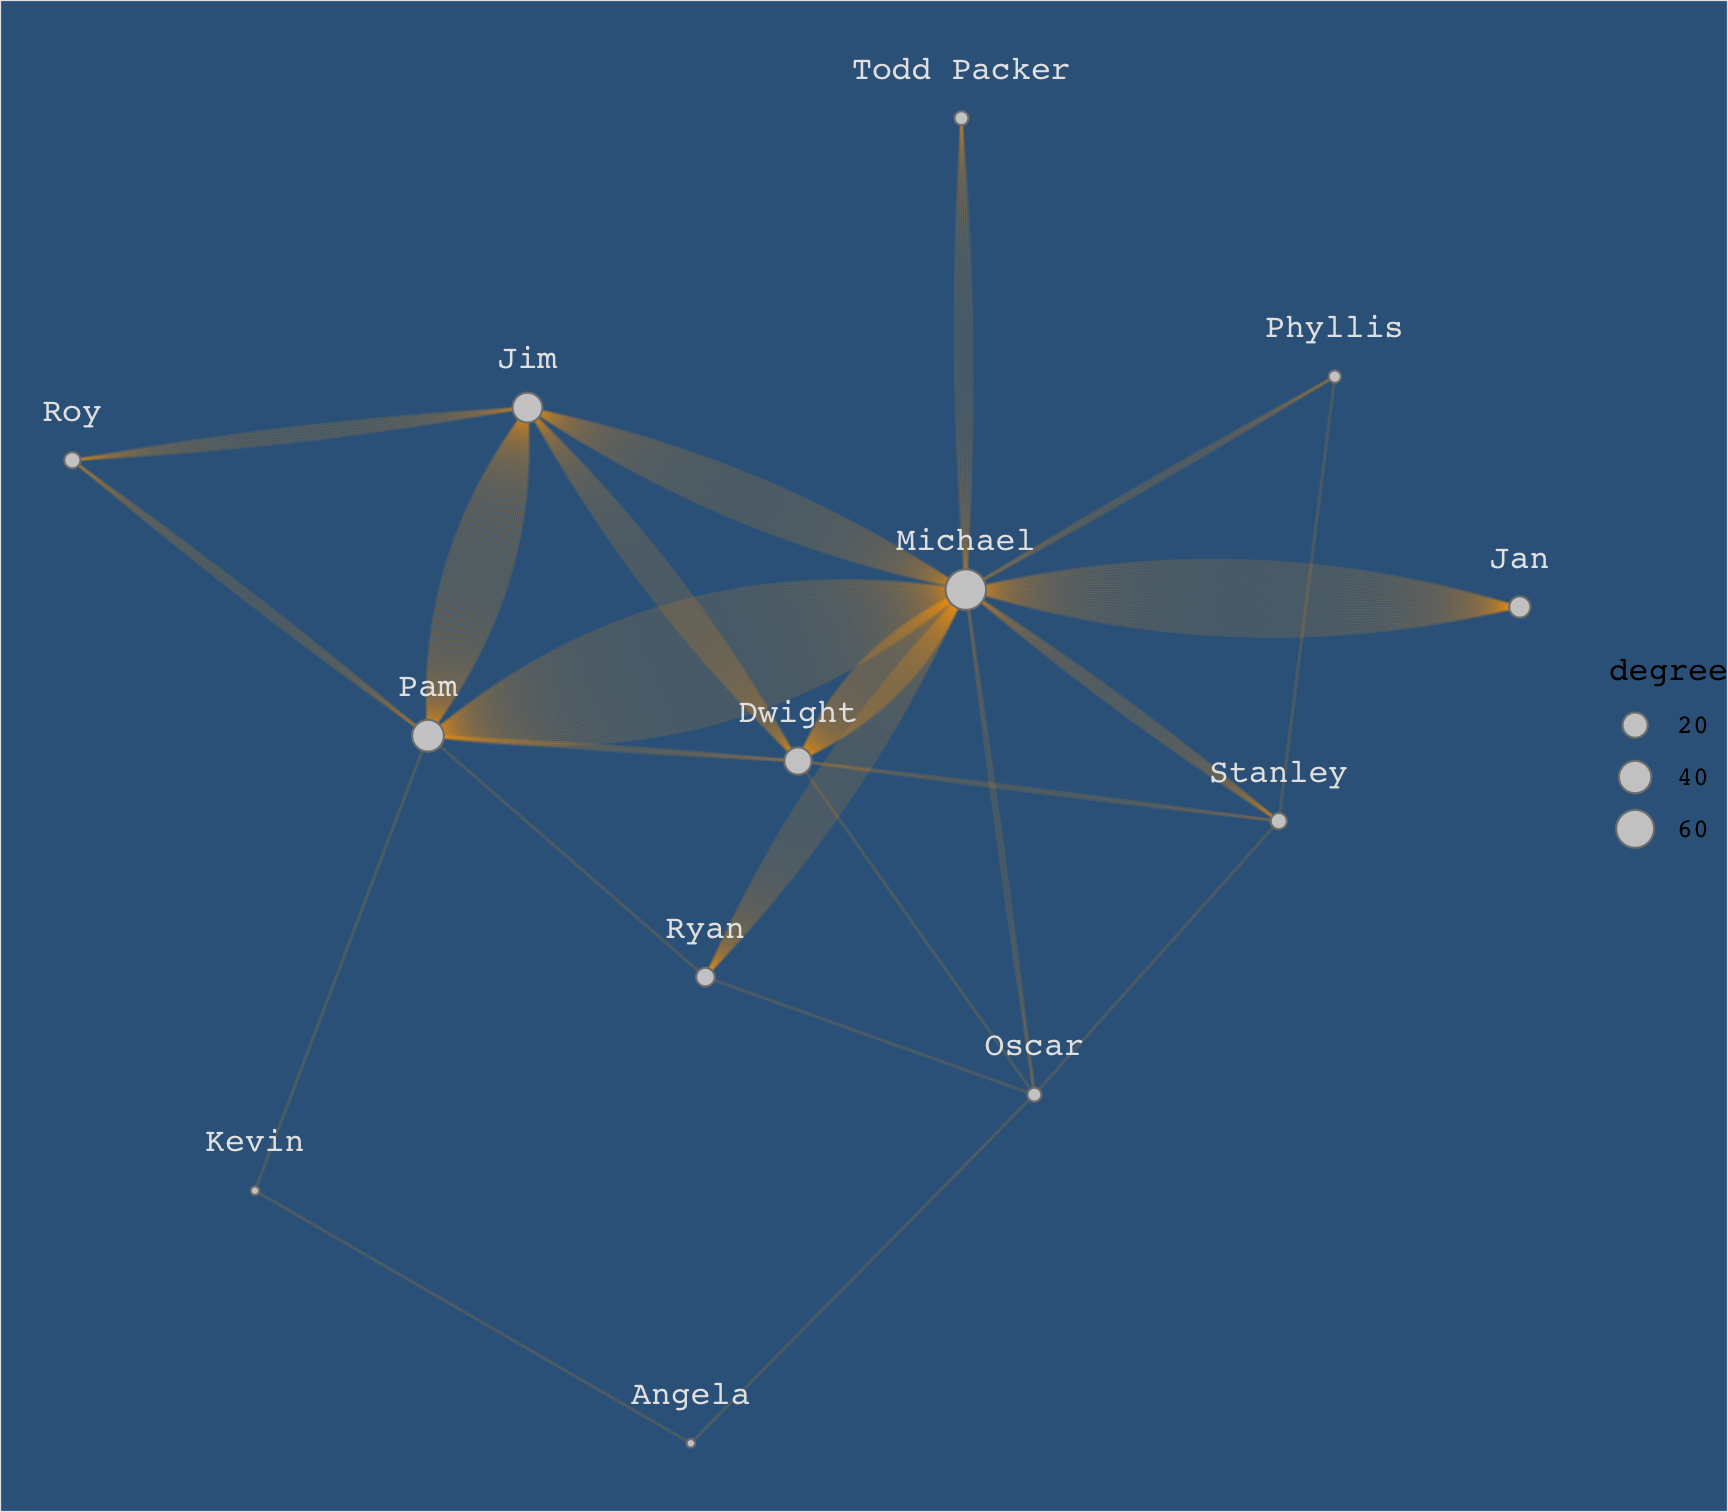 Todd Packer
Phyllis
Jim
Roy
Michael
Jan
degree
Pam
Dwight
20
Stanley
40
60
Ryan
Oscar
Kevin
Angela